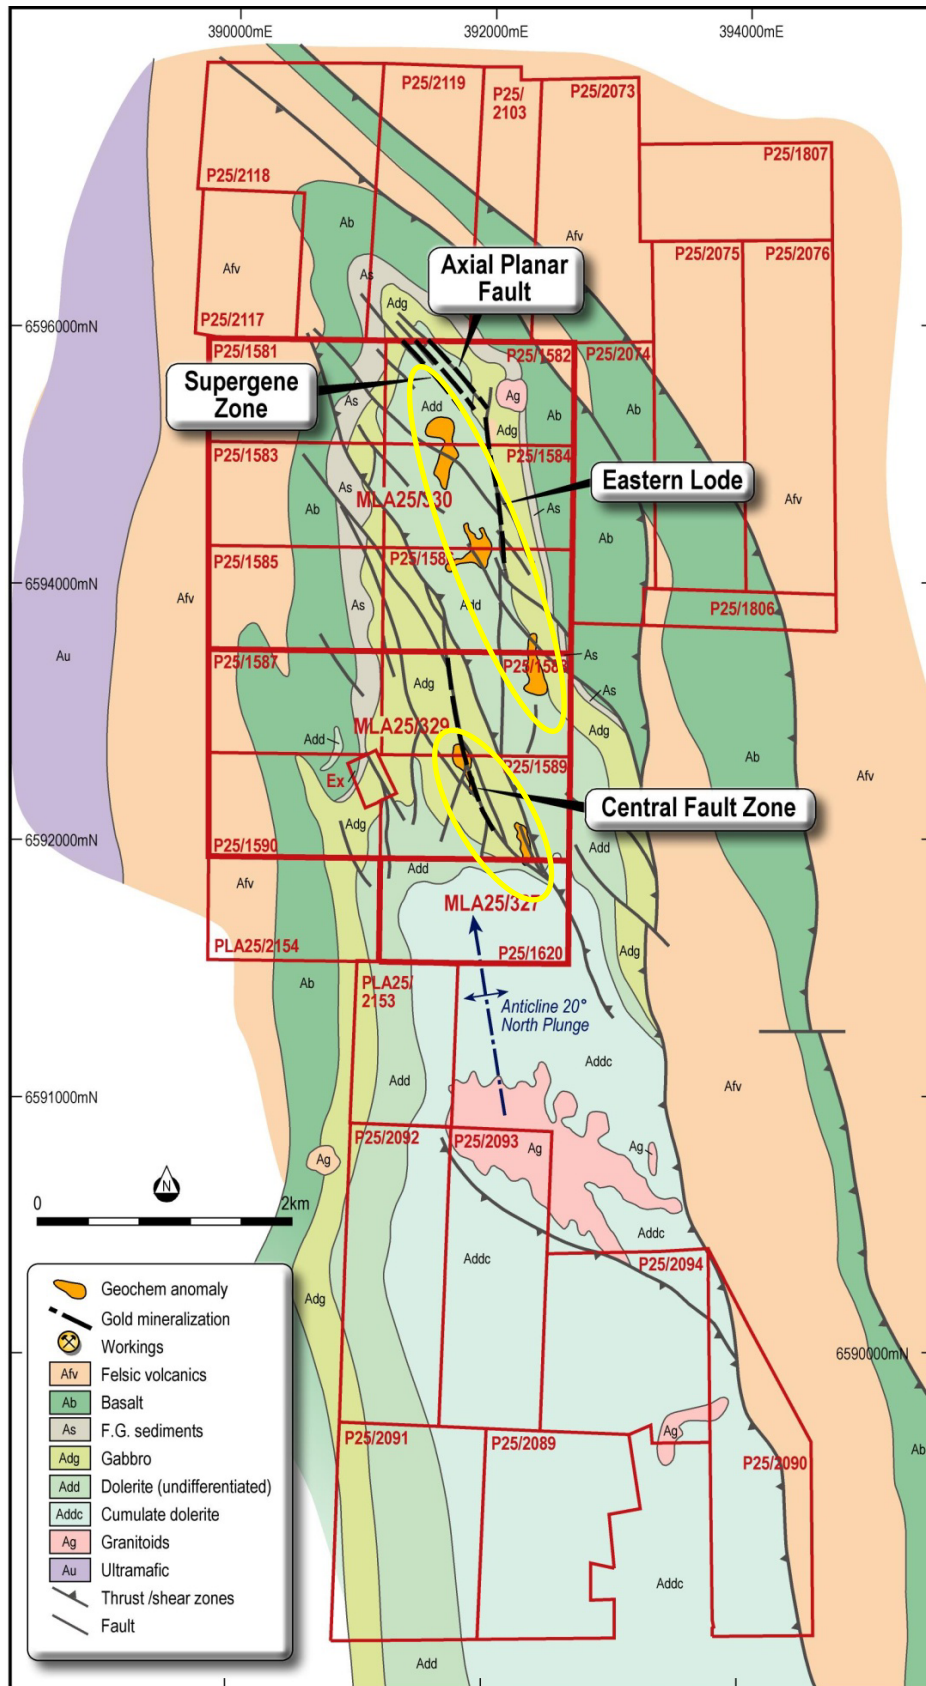 390000mE
392000mE
394000mE
P25/2119
P25/
2103
P25/2073
P25/1807
P25/2118
Ab
Afv
Afv
P25/2075
P25/2076
As
Axial Planar
Fault
Adg
P25/2117
6596000mN
P25/1581
P25/1582
P25/2074
Supergene
Zone
As
Add
Ag
Ab
Ab
Adg
P25/1583
P25/1584
As
Eastern Lode
MLA25/330
Afv
Ab
As
Ab
P25/1585
P25/158
6594000mN
Afv
As
Add
P25/1806
Au
P25/1587
P25/158
As
Adg
As
MLA25/329
Adg
Add
Ab
P25/1589
Ex
Afv
Central Fault Zone
Adg
6592000mN
P25/1590
Add
Add
Afv
MLA25/327
PLA25/2154
P25/1620
Adg
Ab
PLA25/
2153
Anticline 20°
North Plunge
Addc
Add
Afv
6591000mN
P25/2092
P25/2093
Ag
Ag
Ag
0
N
2km
Addc
Addc
P25/2094
Adg
6590000mN
P25/2091
P25/2089
Ag
P25/2090
Ab
Addc
Add
Geochem anomaly
Gold mineralization
Workings
Afv Felsic volcanics
Ab Basalt
As F.G. sediments
Adg Gabbro
Add Dolerite (undifferentiated)
Addc Cumulate dolerite
Ag Granitoids
Au Ultramafic
Thrust /shear zones
Fault